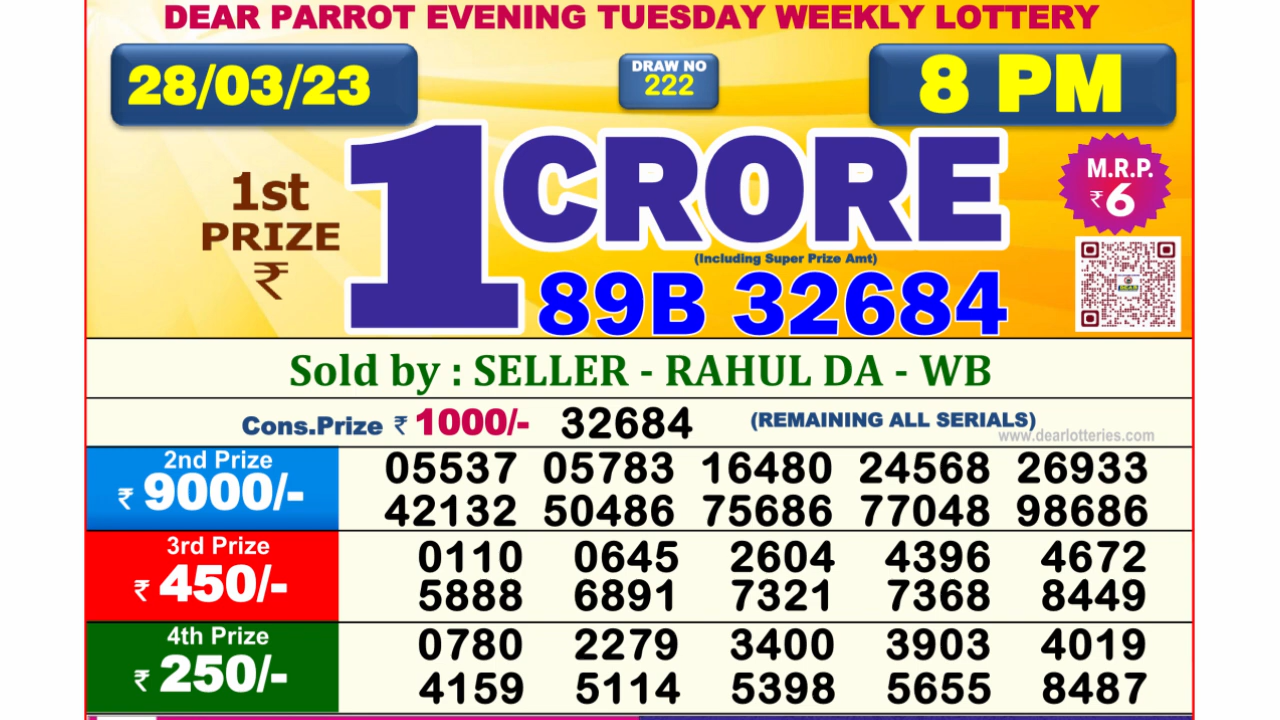 DEAR PARROT EVENING TUESDAY WEEKLY LOTTERY
28/03/23
DRAW NO
222
8 PM
1st
PRIZE
₹
1 CRORE
(Including Super Prize Amt)
89B 32684
M.R.P.
₹ 6
Sold by : SELLER - RAHUL DA - WB
Cons.Prize ₹ 1000/- 32684 (REMAINING ALL SERIALS)
www.dearlotteries.com
2nd Prize
₹ 9000/-
05537 05783 16480 24568 26933
42132 50486 75686 77048 98686
3rd Prize
₹ 450/-
0110 0645 2604 4396 4672
5888 6891 7321 7368 8449
4th Prize
₹ 250/-
0780 2279 3400 3903 4019
4159 5114 5398 5655 8487